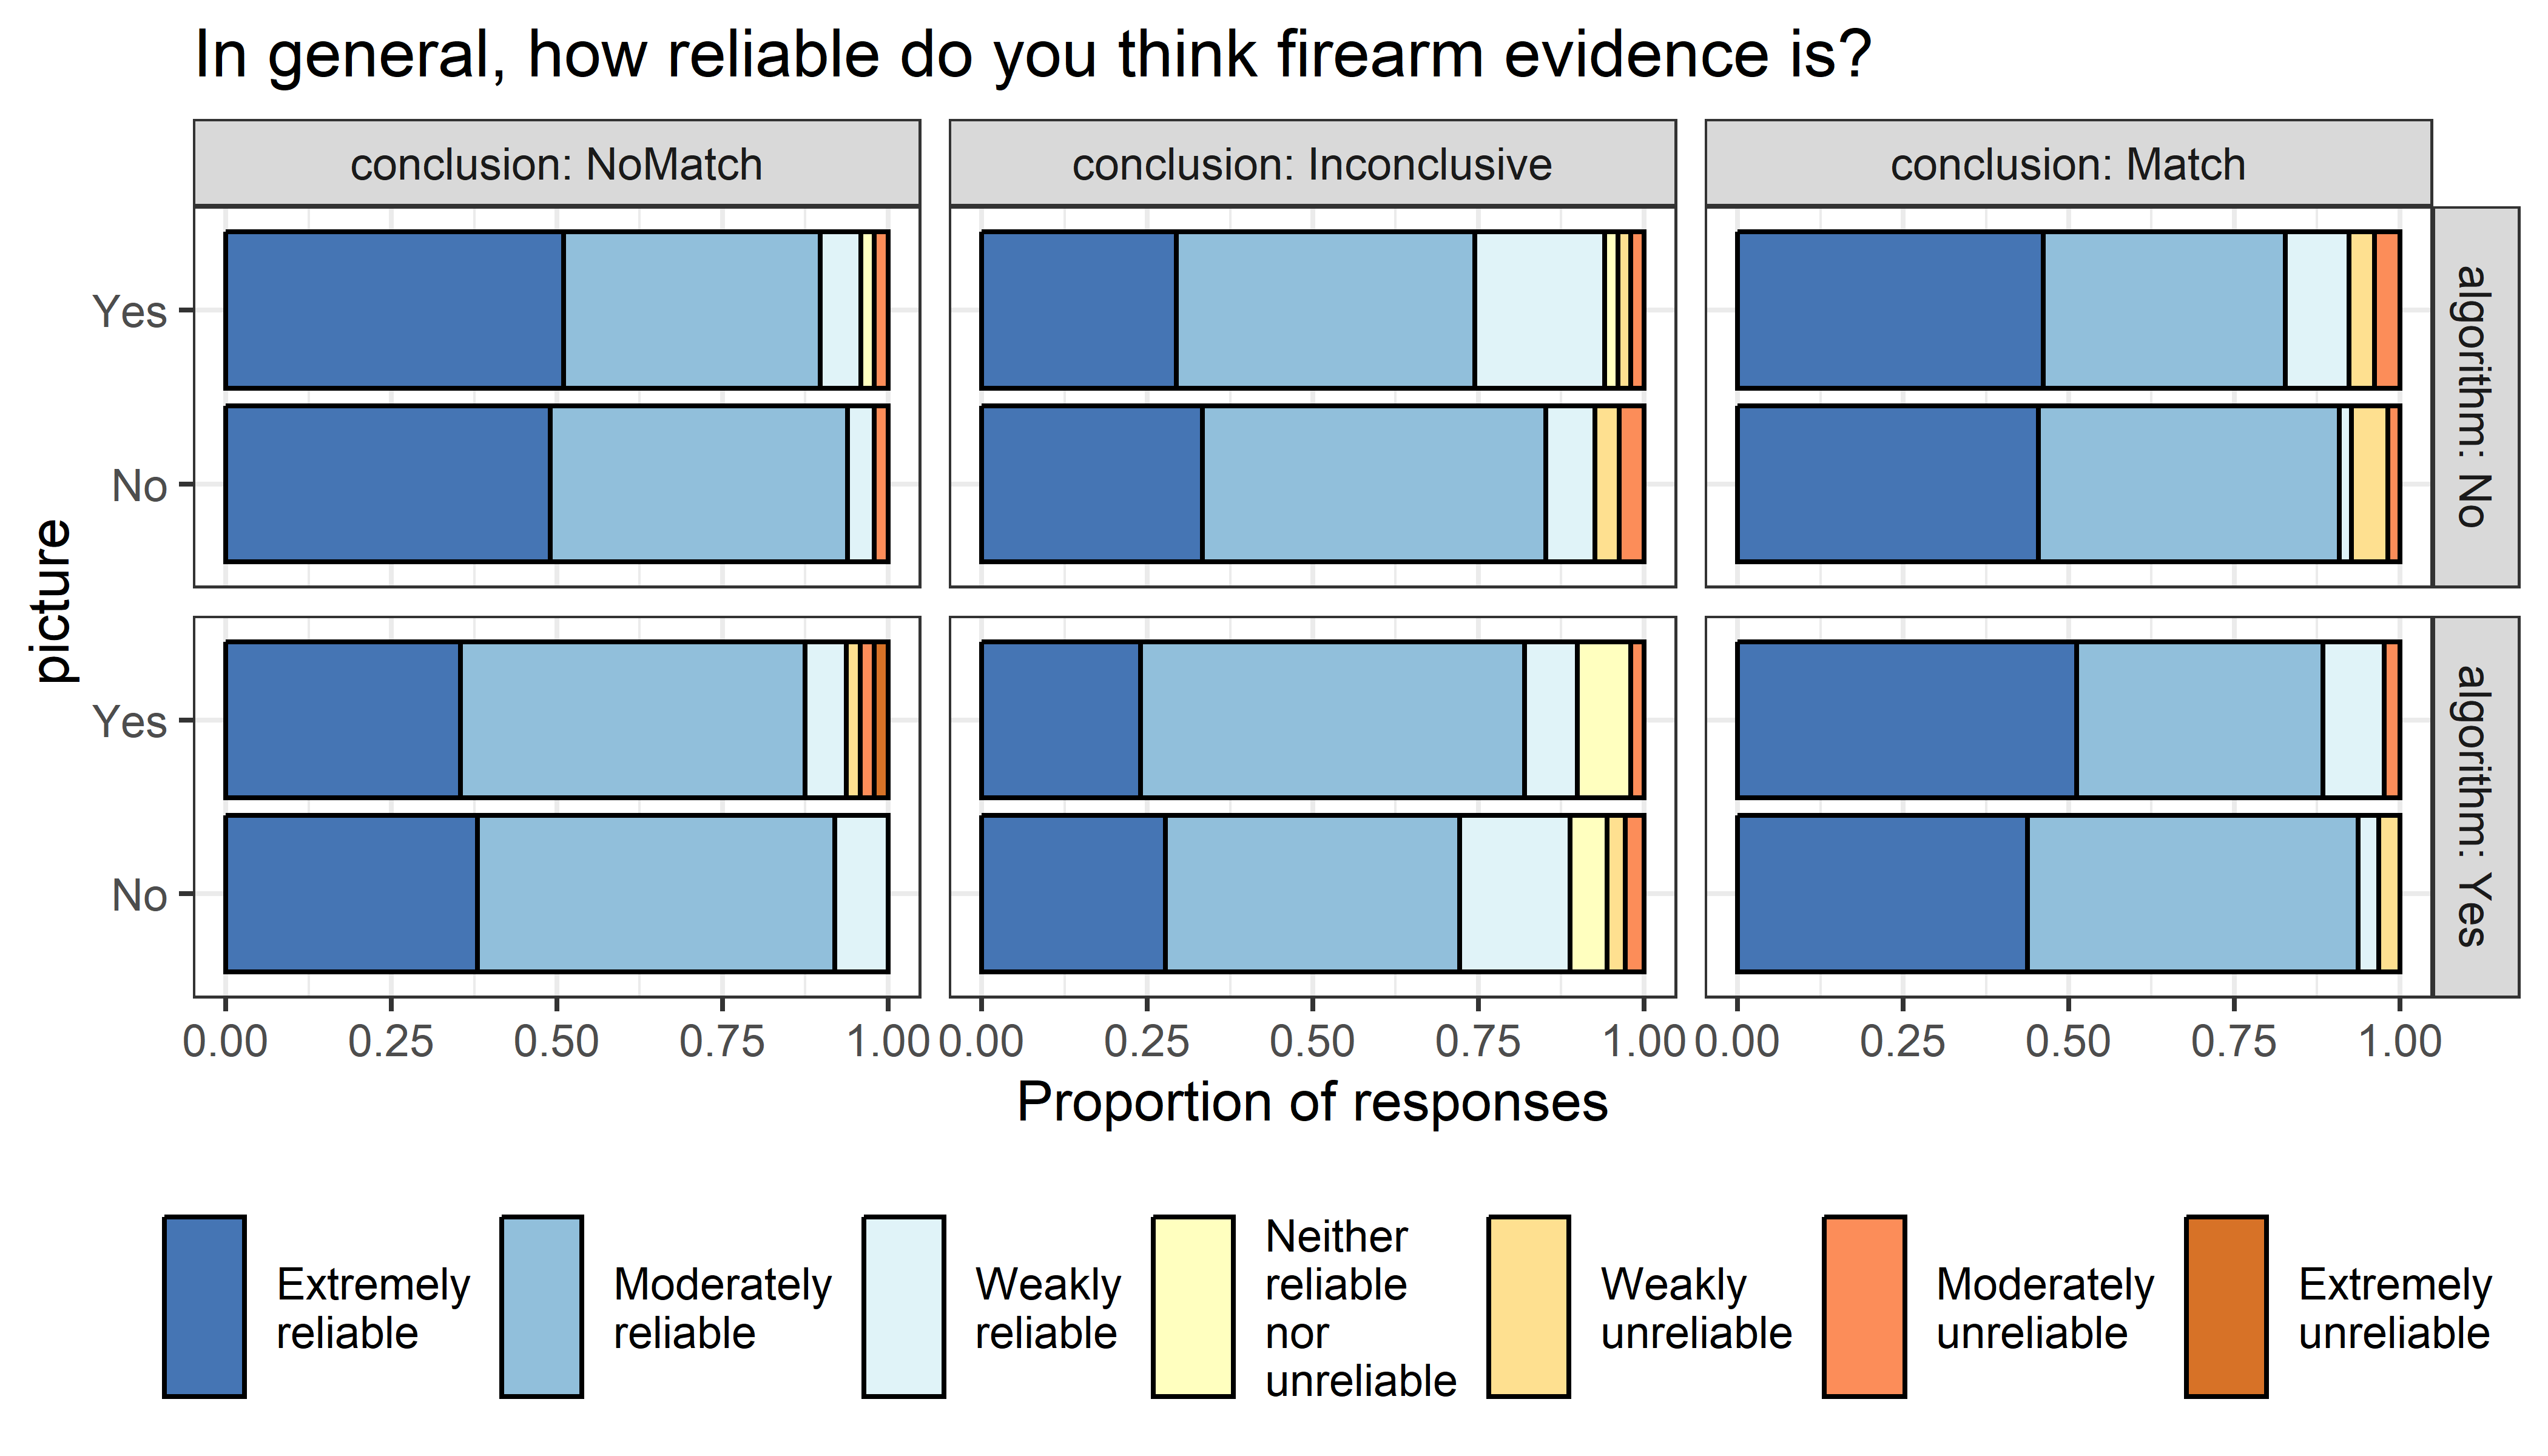 In general, how reliable do you think firearm evidence is?
conclusion: NoMatch
conclusion: Inconclusive
conclusion: Match
algorithm: No
Yes
No
picture
algorithm: Yes
Yes
No
0.00 0.25 0.50 0.75 1.00 0.00 0.25 0.50 0.75 1.00 0.00 0.25 0.50 0.75 1.00
Proportion of responses
Extremely
reliable
Moderately
reliable
Weakly
reliable
Neither
reliable
nor
unreliable
Weakly
unreliable
Moderately
unreliable
Extremely
unreliable